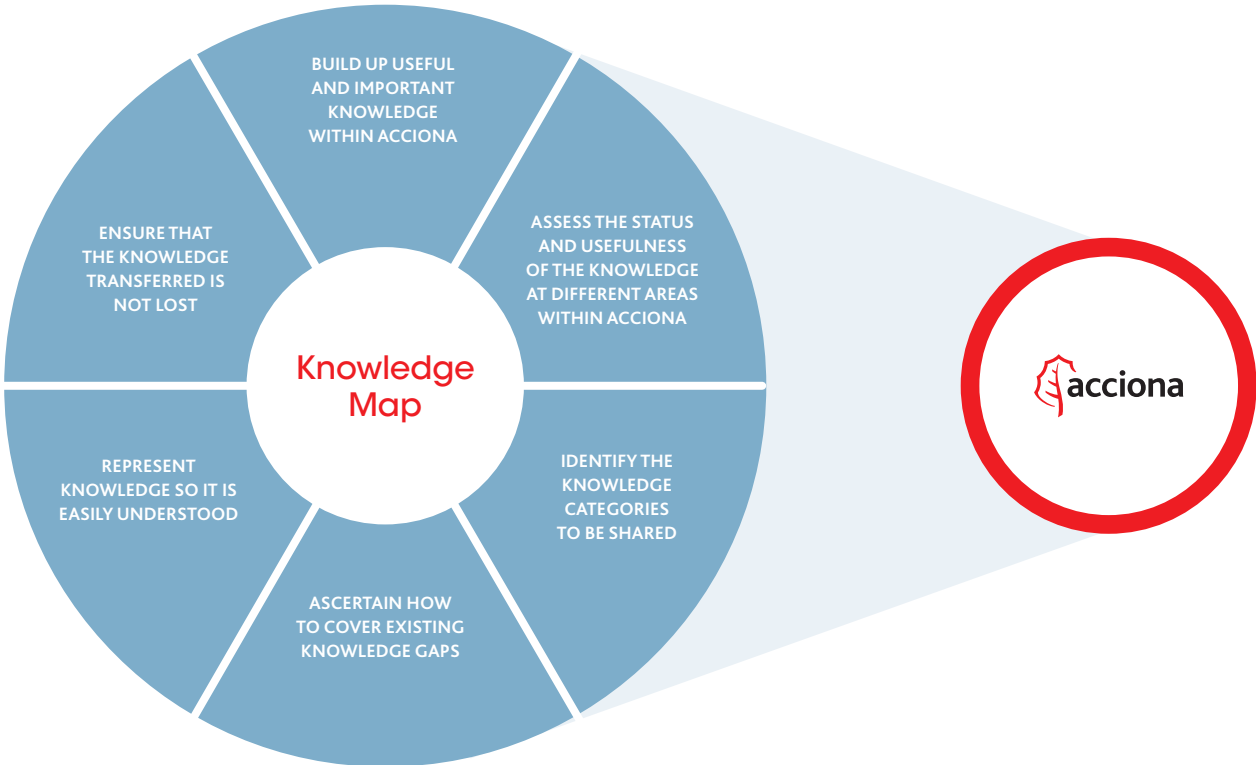 BUILD UP USEFUL
AND IMPORTANT
KNOWLEDGE
WITHIN ACCIONA
ASSESS THE STATUS
AND USEFULNESS
OF THE KNOWLEDGE
AT DIFFERENT AREAS
WITHIN ACCIONA
IDENTIFY THE
KNOWLEDGE
CATEGORIES
TO BE SHARED
ASCERTAIN HOW
TO COVER EXISTING
KNOWLEDGE GAPS
REPRESENT
KNOWLEDGE SO IT IS
EASILY UNDERSTOOD
ENSURE THAT
THE KNOWLEDGE
TRANSFERRED IS
NOT LOST
Knowledge
Map
acciona